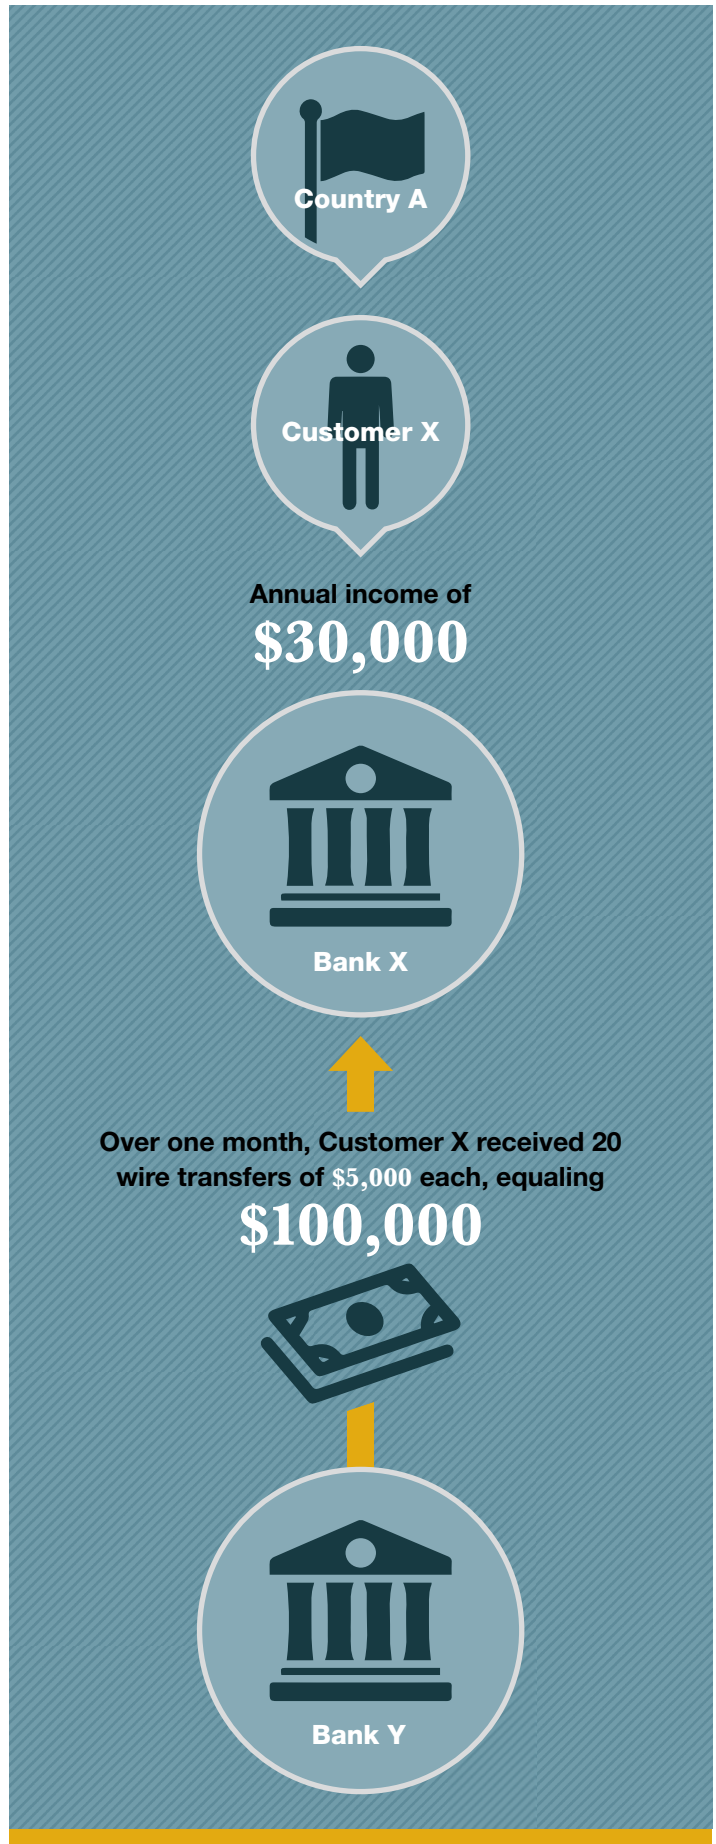 Country A
Customer X
Annual income of
$30,000
Bank X
Over one month, Customer X received 20
wire transfers of $5,000 each, equaling
$100,000
Bank Y